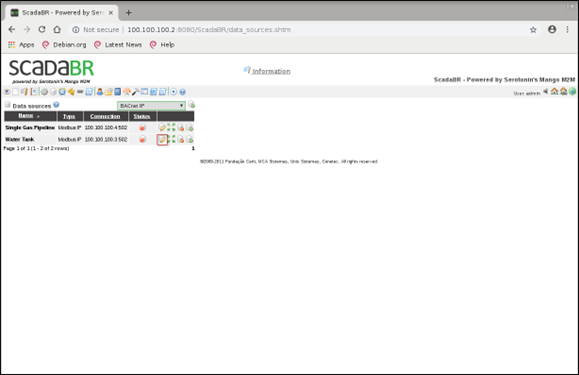 ScadaBR - Powered by Ser
Not secure | 100.100.100.2:8080/ScadaBR/data_sources.shtm
Apps Debian.org Latest News Help
SCADABR
powered by Serotonin's Mango M2M
Information
ScadaBR - Powered by Serotonin's Mango M2M
User: admin
Data sources BACnet IP
Name Type Connection Status
Single Gas Pipeline Modbus IP 100.100.100.4:502
Water Tank Modbus IP 100.100.100.3:502
Page 1 of 1 (1 - 2 of 2 rows) 1
©2009-2011 Fundação Certi, MCA Sistemas, Unis Sistemas, Conetec. All rights reserved.